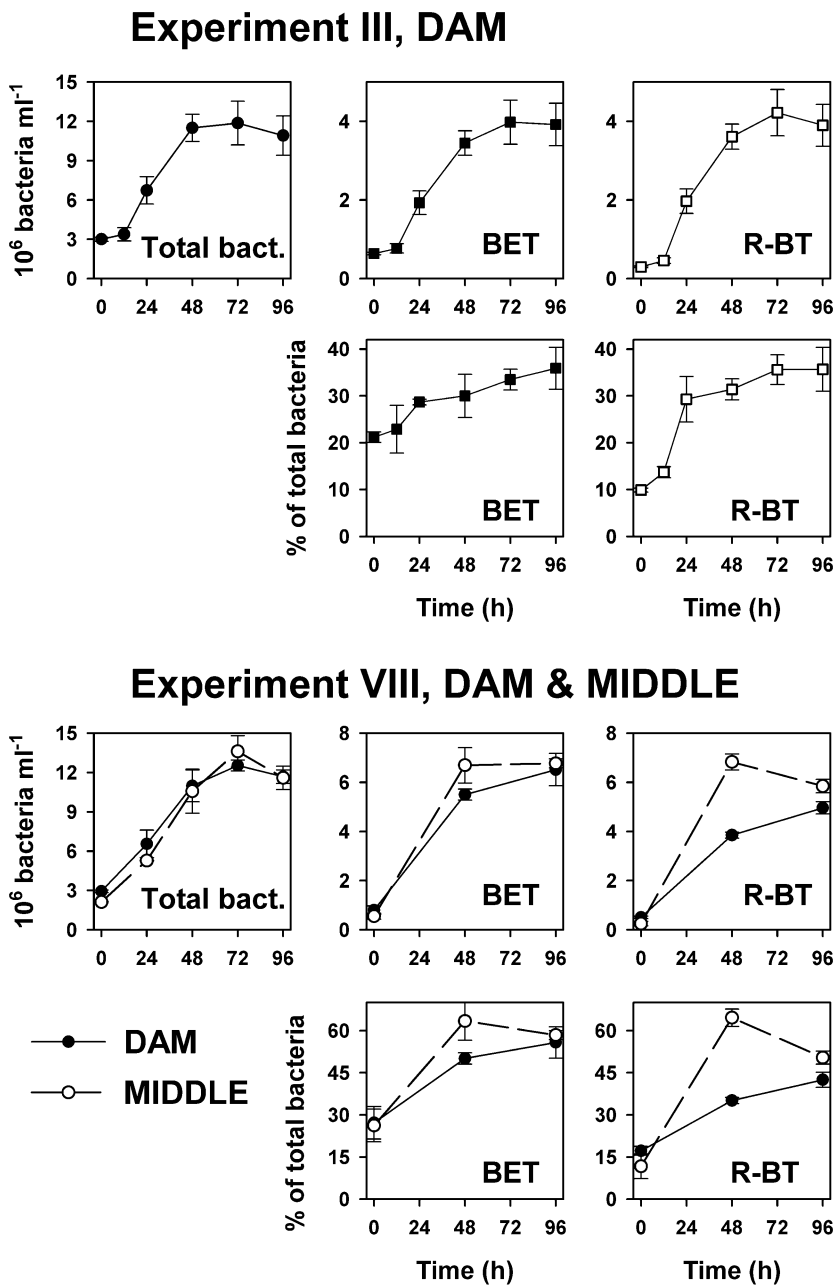 Experiment III, DAM
10⁶ bacteria ml⁻¹
15
12
9
6
3
0
Total bact.
0 24 48 72 96
4
2
0
BET
0 24 48 72 96
4
2
0
R-BT
0 24 48 72 96
% of total bacteria
40
30
20
10
0
BET
0 24 48 72 96
Time (h)
40
30
20
10
0
R-BT
0 24 48 72 96
Time (h)
Experiment VIII, DAM & MIDDLE
10⁶ bacteria ml⁻¹
15
12
9
6
3
0
Total bact.
0 24 48 72 96
8
6
4
2
0
BET
0 24 48 72 96
8
6
4
2
0
R-BT
0 24 48 72 96
DAM
MIDDLE
% of total bacteria
60
45
30
15
0
BET
0 24 48 72 96
Time (h)
60
45
30
15
0
R-BT
0 24 48 72 96
Time (h)